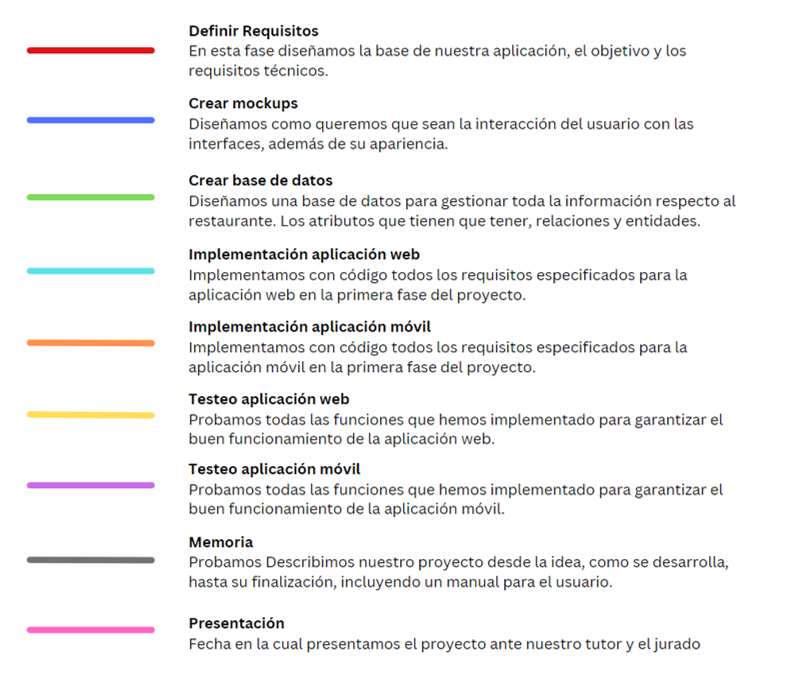 Definir Requisitos
En esta fase diseñamos la base de nuestra aplicación, el objetivo y los
requisitos técnicos.
Crear mockups
Diseñamos como queremos que sean la interacción del usuario con las
interfaces, además de su apariencia.
Crear base de datos
Diseñamos una base de datos para gestionar toda la información respecto al
restaurante. Los atributos que tienen que tener, relaciones y entidades.
Implementación aplicación web
Implementamos con código todos los requisitos especificados para la
aplicación web en la primera fase del proyecto.
Implementación aplicación móvil
Implementamos con código todos los requisitos especificados para la
aplicación móvil en la primera fase del proyecto.
Testeo aplicación web
Probamos todas las funciones que hemos implementado para garantizar el
buen funcionamiento de la aplicación web.
Testeo aplicación móvil
Probamos todas las funciones que hemos implementado para garantizar el
buen funcionamiento de la aplicación móvil.
Memoria
Probamos Describimos nuestro proyecto desde la idea, como se desarrolla,
hasta su finalización, incluyendo un manual para el usuario.
Presentación
Fecha en la cual presentamos el proyecto ante nuestro tutor y el jurado